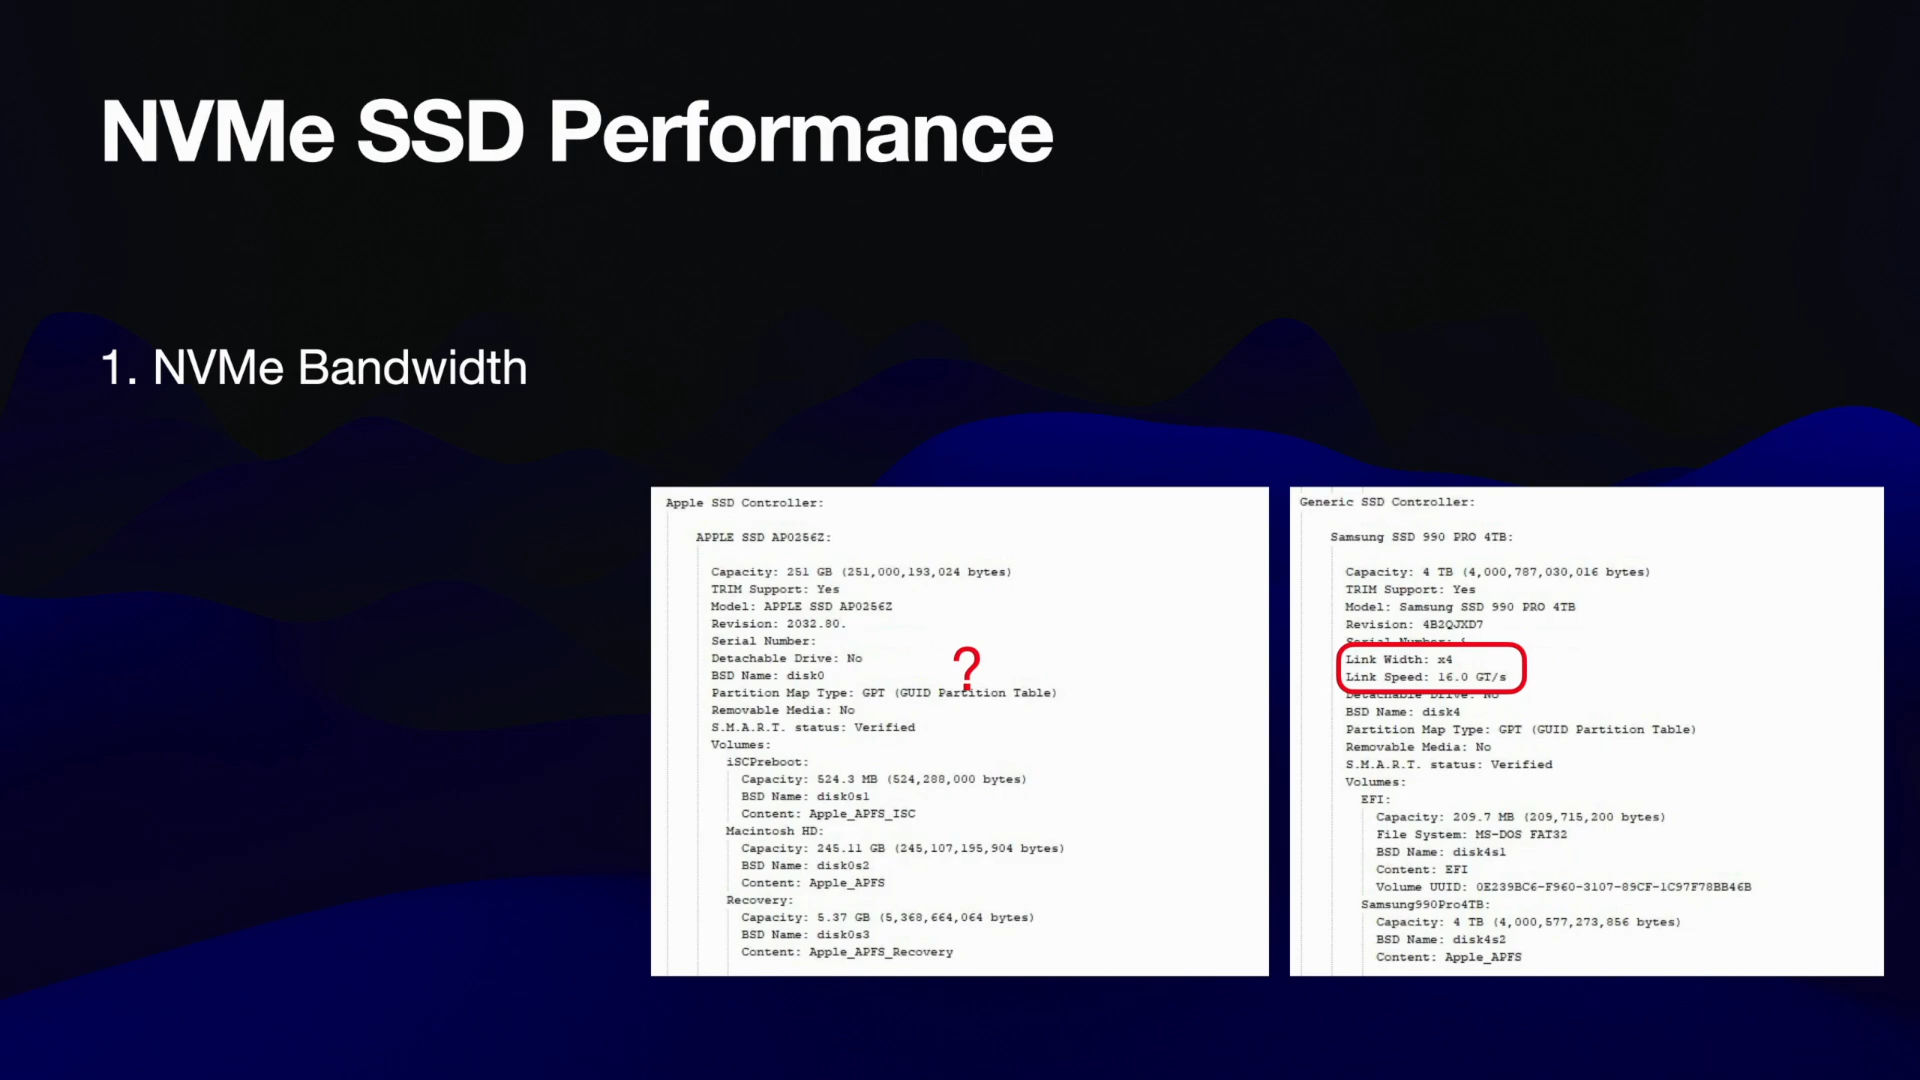 NVMe SSD Performance
1. NVMe Bandwidth
Apple SSD Controller:
APPLE SSD AP0256Z:
Capacity: 251 GB (251,000,193,024 bytes)
TRIM Support: Yes
Model: APPLE SSD AP0256Z
Revision: 2032.80.
Serial Number:
Detachable Drive: No
?
BSD Name: disk0
Partition Map Type: GPT (GUID Partition Table)
Removable Media: No
S.M.A.R.T. status: Verified
Volumes:
iSCPreboot:
Capacity: 524.3 MB (524,288,000 bytes)
BSD Name: disk0s1
Content: Apple_APFS_ISC
Macintosh HD:
Capacity: 245.11 GB (245,107,195,904 bytes)
BSD Name: disk0s2
Content: Apple_APFS
Recovery:
Capacity: 5.37 GB (5,368,664,064 bytes)
BSD Name: disk0s3
Content: Apple_APFS_Recovery
Generic SSD Controller:
Samsung SSD 990 PRO 4TB:
Capacity: 4 TB (4,000,787,030,016 bytes)
TRIM Support: Yes
Model: Samsung SSD 990 PRO 4TB
Revision: 4B2QJXD7
Serial Number:
Link Width: x4
Link Speed: 16.0 GT/s
Detachable Drive: No
BSD Name: disk4
Partition Map Type: GPT (GUID Partition Table)
Removable Media: No
S.M.A.R.T. status: Verified
Volumes:
EFI:
Capacity: 209.7 MB (209,715,200 bytes)
File System: MS-DOS FAT32
BSD Name: disk4s1
Content: EFI
Volume UUID: 0E239BC6-F960-3107-89CF-1C97F78BB46B
Samsung990Pro4TB:
Capacity: 4 TB (4,000,577,273,856 bytes)
BSD Name: disk4s2
Content: Apple_APFS